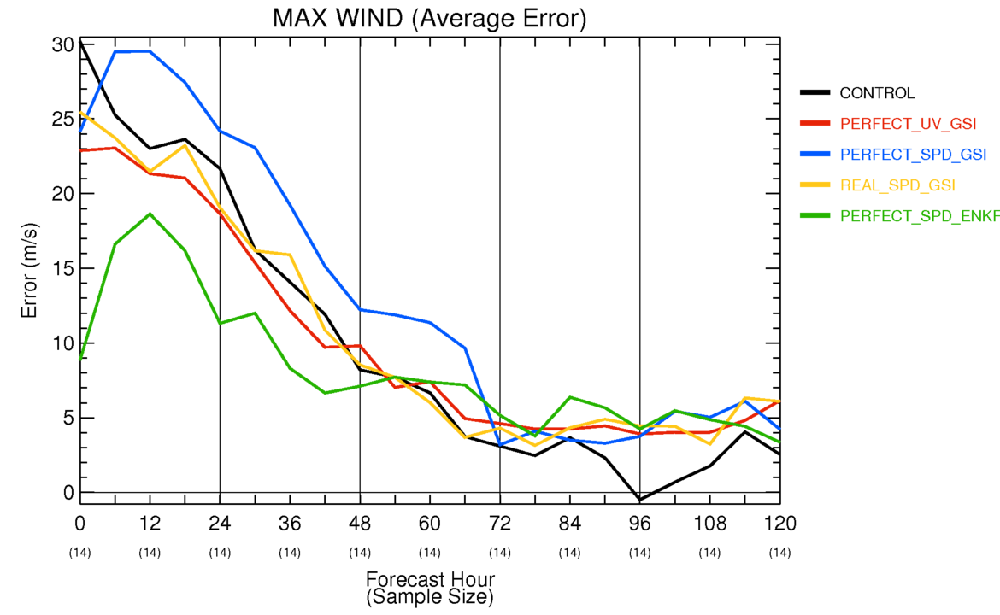 MAX WIND (Average Error)
30
25
20
15
10
5
0
Error (m/s)
0 12 24 36 48 60 72 84 96 108 120
(14) (14) (14) (14) (14) (14) (14) (14) (14) (14) (14)
Forecast Hour
(Sample Size)
CONTROL
PERFECT_UV_GSI
PERFECT_SPD_GSI
REAL_SPD_GSI
PERFECT_SPD_ENKF